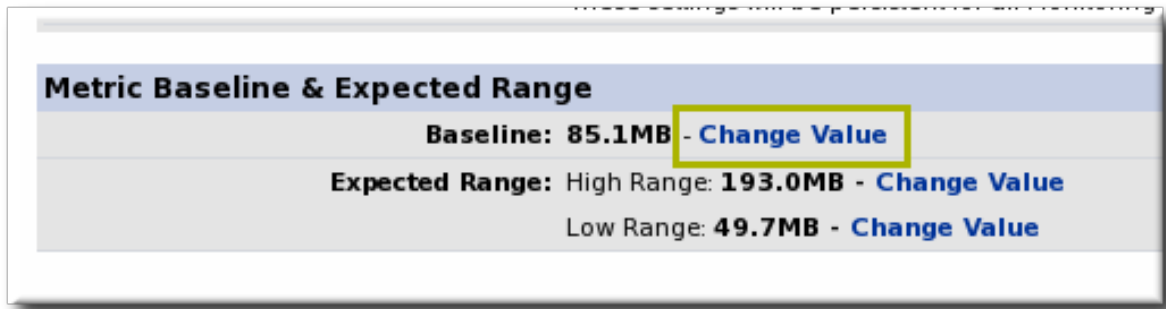 Metric Baseline & Expected Range
Baseline: 85.1MB - Change Value
Expected Range: High Range: 193.0MB - Change Value
Low Range: 49.7MB - Change Value